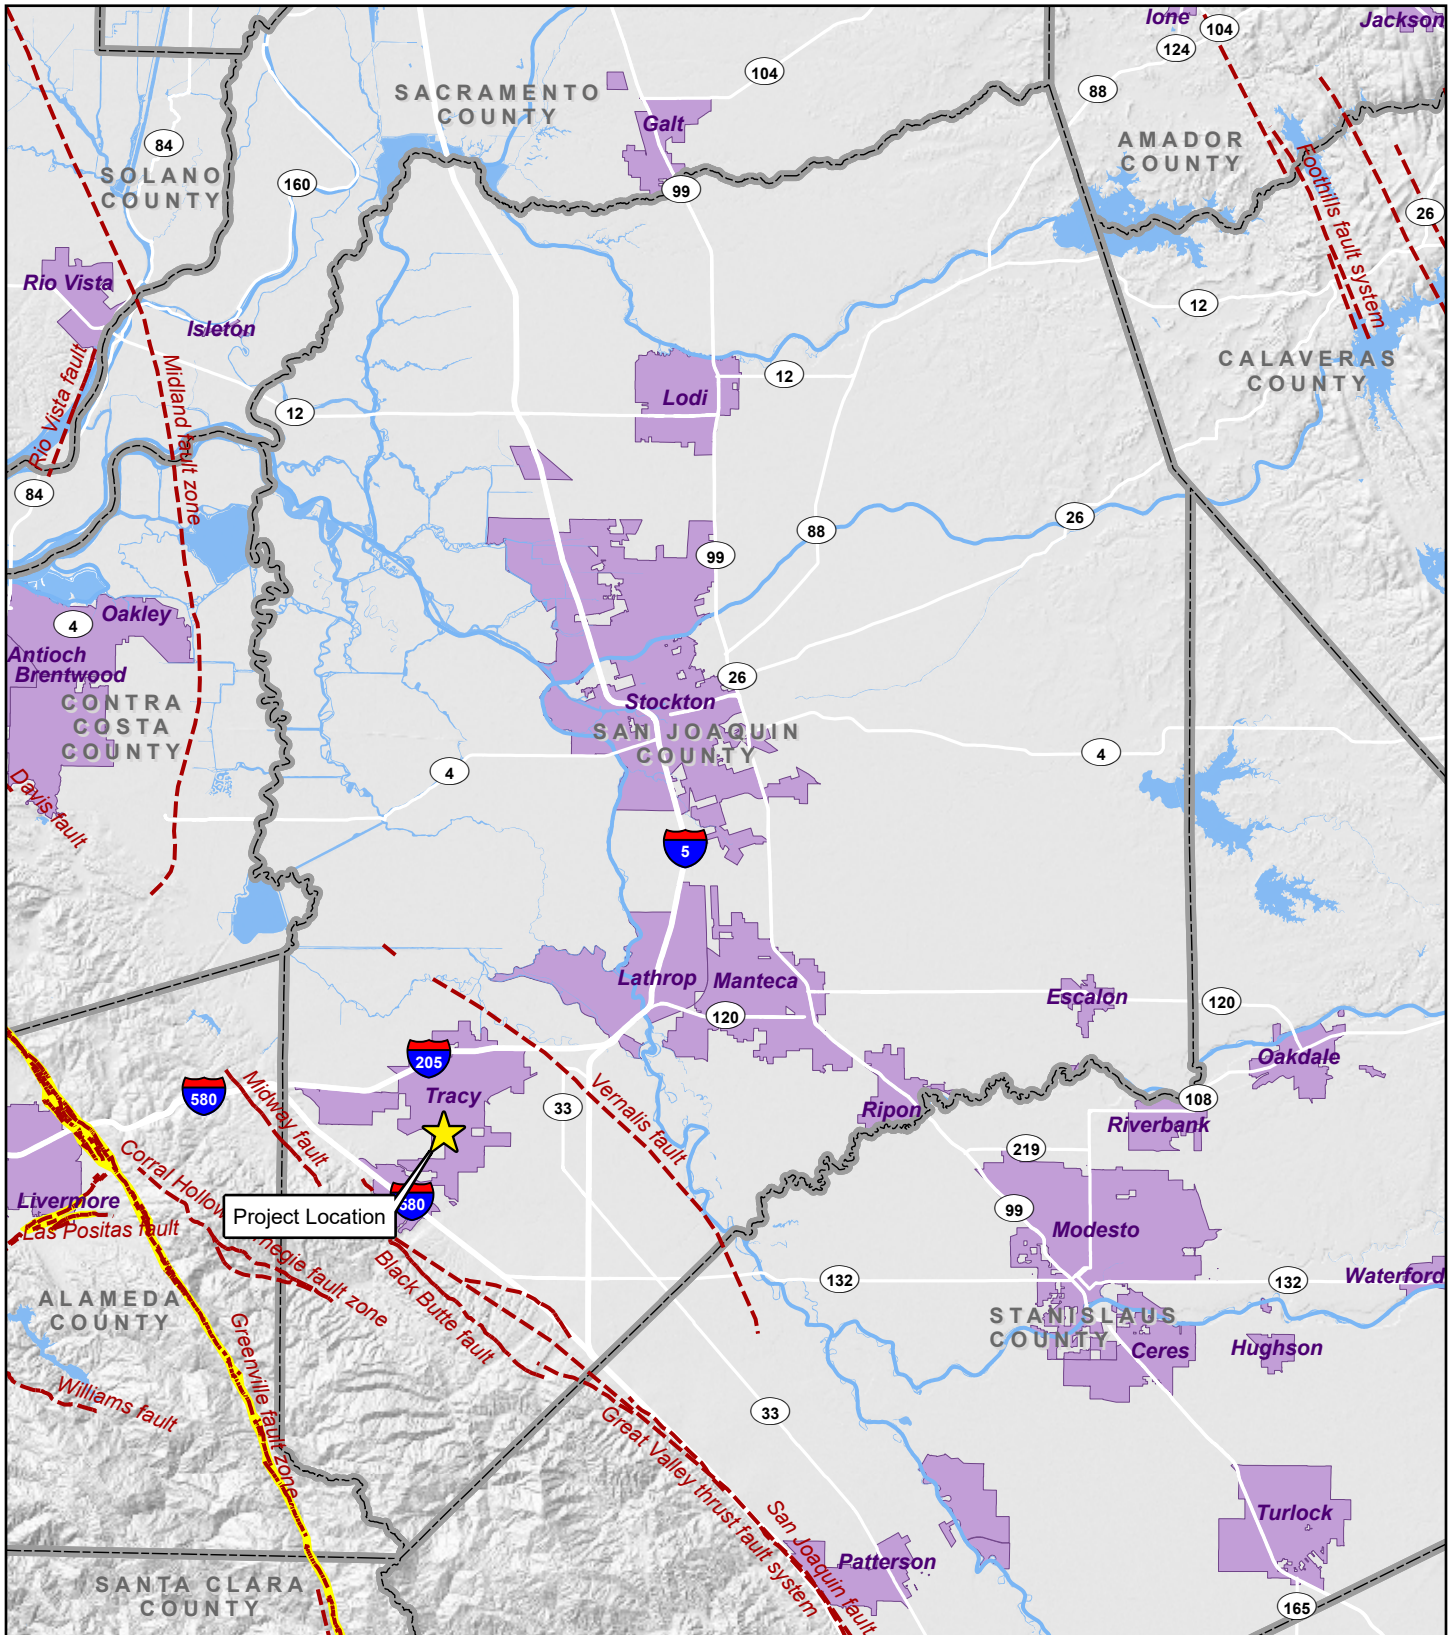 Ione
104
Jackson
124
104
88
SACRAMENTO
COUNTY
Galt
84
AMADOR
COUNTY
SOLANO
COUNTY
160
99
Foothills fault system
26
Rio Vista
Isleton
12
Midland fault zone
Rio Vista fault
CALAVERAS
COUNTY
12
Lodi
12
84
26
88
99
Oakley
4
Antioch
Brentwood
26
CONTRA
COSTA
COUNTY
Stockton
SAN JOAQUIN
COUNTY
4
4
Davis fault
5
Lathrop
Manteca
Escalon
120
120
205
Oakdale
580
Midway fault
Tracy
33
Vernalis fault
Ripon
108
Riverbank
219
Corral Hollow
negie fault zone
Livermore
580
Project Location
99
Las Positas fault
Modesto
Black Butte fault
132
132
Waterford
ALAMEDA
COUNTY
Greenville fault zone
STANISLAUS
COUNTY
Ceres
Hughson
Williams fault
33
Great Valley thrust fault system
San Joaquin fault
Turlock
Patterson
SANTA CLARA
COUNTY
165